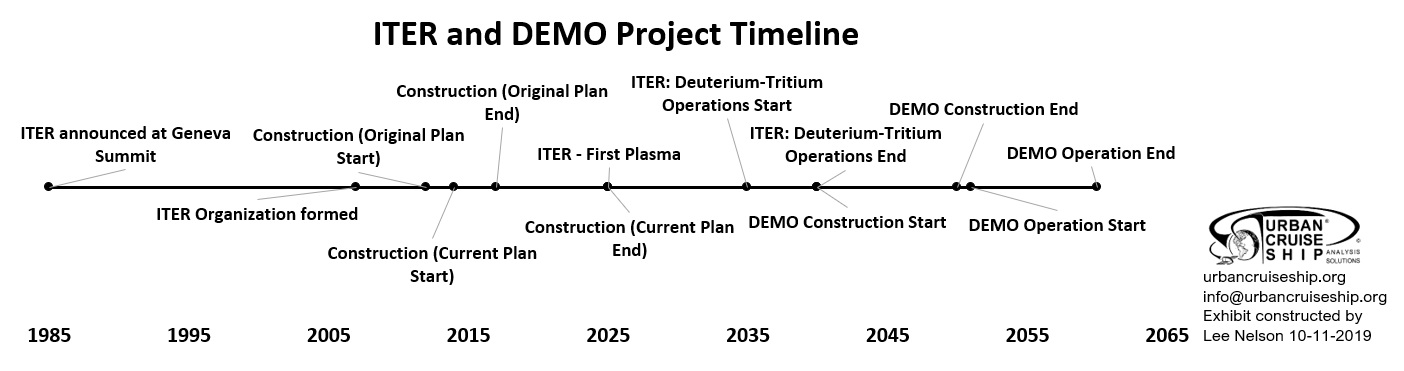 ITER and DEMO Project Timeline
ITER announced at Geneva
Summit
ITER Organization formed
Construction (Original Plan
Start)
Construction (Current Plan
Start)
Construction (Original Plan
End)
ITER - First Plasma
Construction (Current Plan
End)
ITER: Deuterium-Tritium
Operations Start
ITER: Deuterium-Tritium
Operations End
DEMO Construction Start
DEMO Construction End
DEMO Operation Start
DEMO Operation End
1985 1995 2005 2015 2025 2035 2045 2055 2065
URBAN®
CRUISE
SHIP
©
ANALYSIS
SOLUTIONS
urbancruiseship.org
info@urbancruiseship.org
Exhibit constructed by
Lee Nelson 10-11-2019